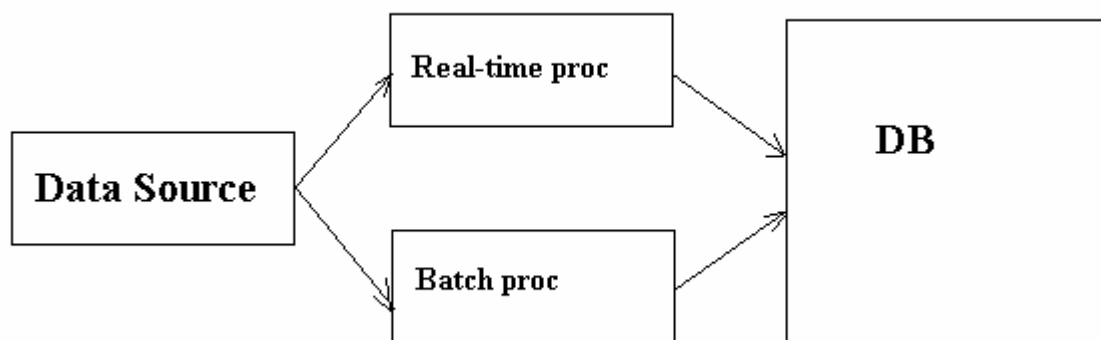 Real-time proc
DB
Data Source
Batch proc